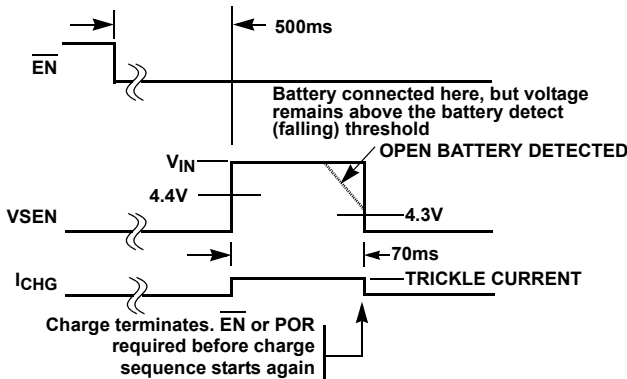 500ms
EN
Battery connected here, but voltage
remains above the battery detect
(falling) threshold
OPEN BATTERY DETECTED
VIN
4.4V
4.3V
VSEN
70ms
ICHG
TRICKLE CURRENT
Charge terminates. EN or POR
required before charge
sequence starts again